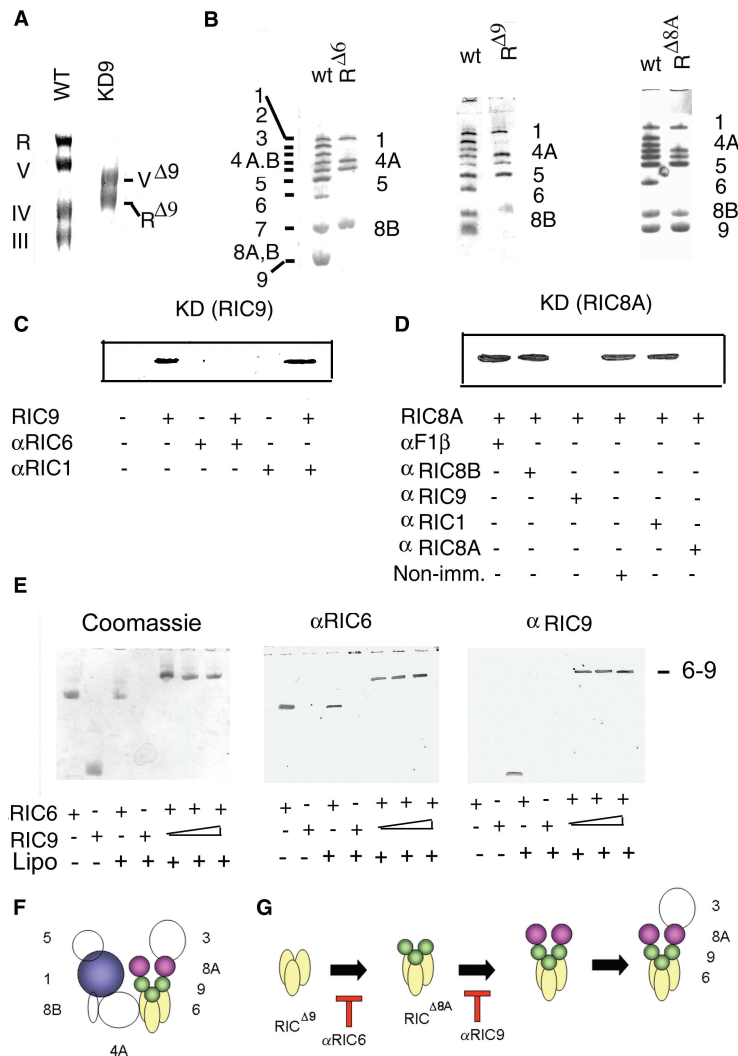 A
WT
KD9
R
V
IV
III
V Δ9
R Δ9
B
wt
R Δ6
1
2
3
4A.B
5
6
7
8A,B
9
1
4A
5
8B
wt
R Δ9
1
4A
5
6
8B
wt
R Δ8A
1
4A
5
6
8B
9
C
KD (RIC9)
RIC9 - + - + - +
αRIC6 - - + + - -
αRIC1 - - - - + +
D
KD (RIC8A)
RIC8A + + + + + +
αF1β + - - - - -
α RIC8B - + - - - -
α RIC9 - - + - - -
α RIC1 - - - - + -
α RIC8A - - - - - +
Non-imm. - - - + - -
E
Coomassie
αRIC6
α RIC9
6-9
RIC6 + - + - + + +
RIC9 - + - +
Lipo - - + + + + +
+ - + - + + +
- + - +
- - + + + + +
+ - + - + + +
- + - +
- - + + + + +
F
5
1
8B
4A
3
8A
9
6
G
RIC Δ9
αRIC6
RIC Δ8A
αRIC9
3
8A
9
6